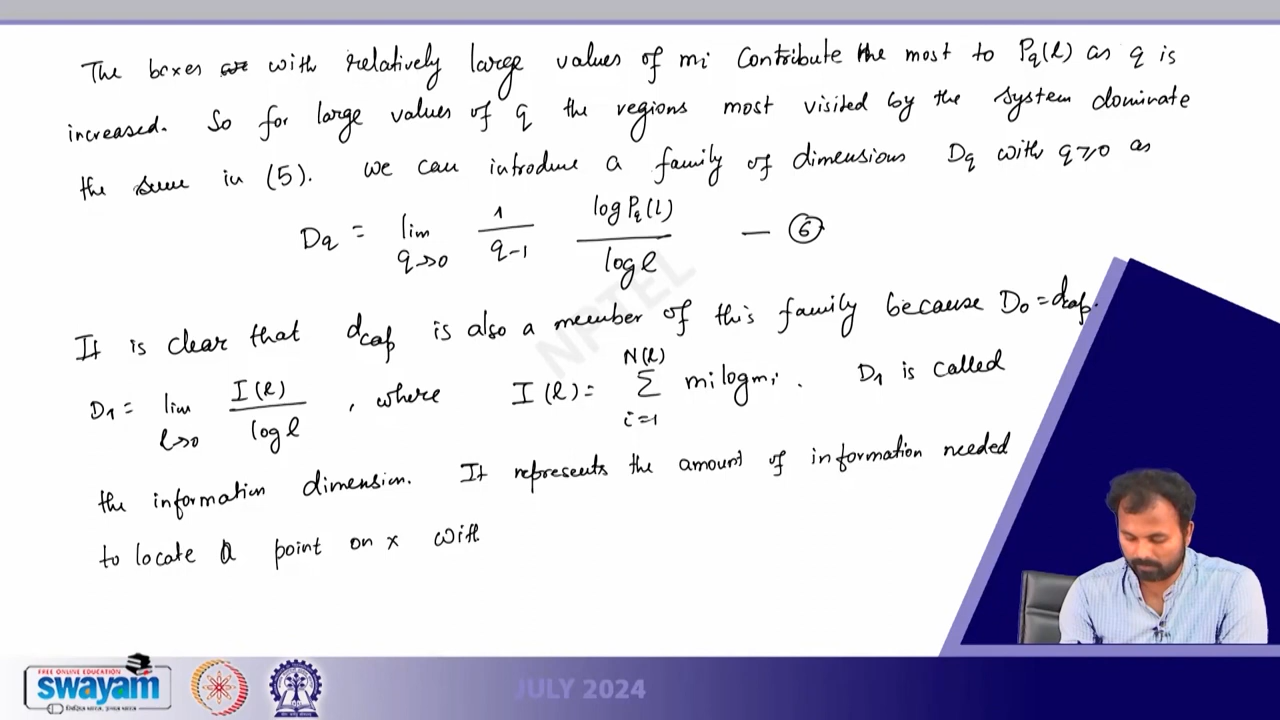 The boxes with relatively large values of mi Contribute the most to Pq(l) as q is
increased. So for large values of q the regions most visited by the system dominate
the sum in (5). We can introduce a family of dimensions Dq with q≥0 as
Dq = lim q→0 1/(q-1) log Pq(l)/log l — ⑥
It is clear that dcap is also a member of this family because D0 = dcap.
D1 = lim l→0 I(l)/log l , where I(l) = Σ i=1 N(l) mi log mi . D1 is called
the information dimension. It represents the amount of information needed
to locate a point on x with
NPTEL
FREE ONLINE EDUCATION
swayam
JULY 2024